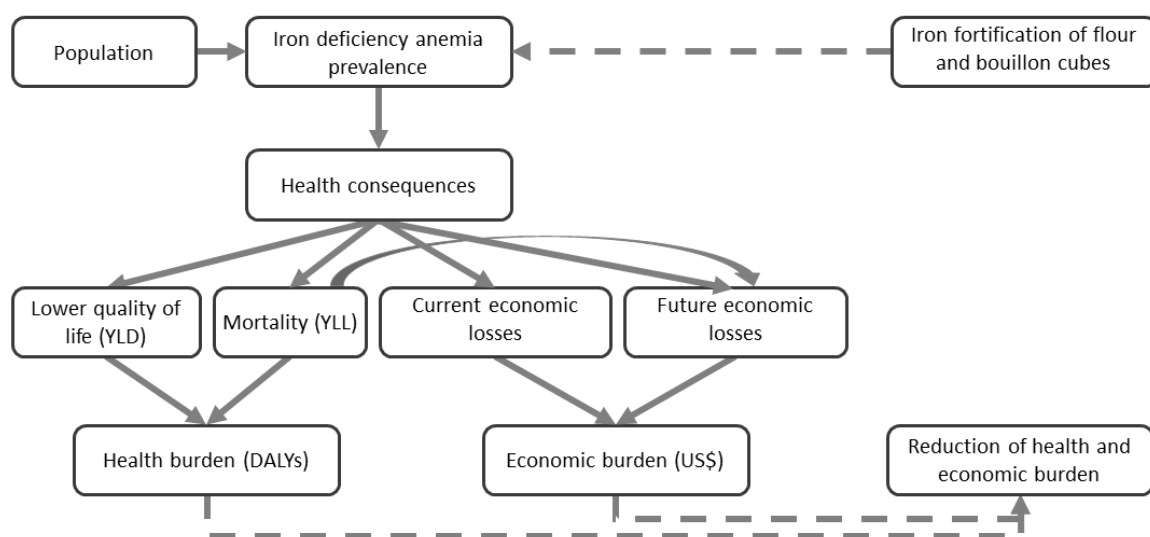 Population
Iron deficiency anemia
prevalence
Iron fortification of flour
and bouillon cubes
Health consequences
Lower quality of
life (YLD)
Mortality (YLL)
Current economic
losses
Future economic
losses
Health burden (DALYs)
Economic burden (US$)
Reduction of health and
economic burden